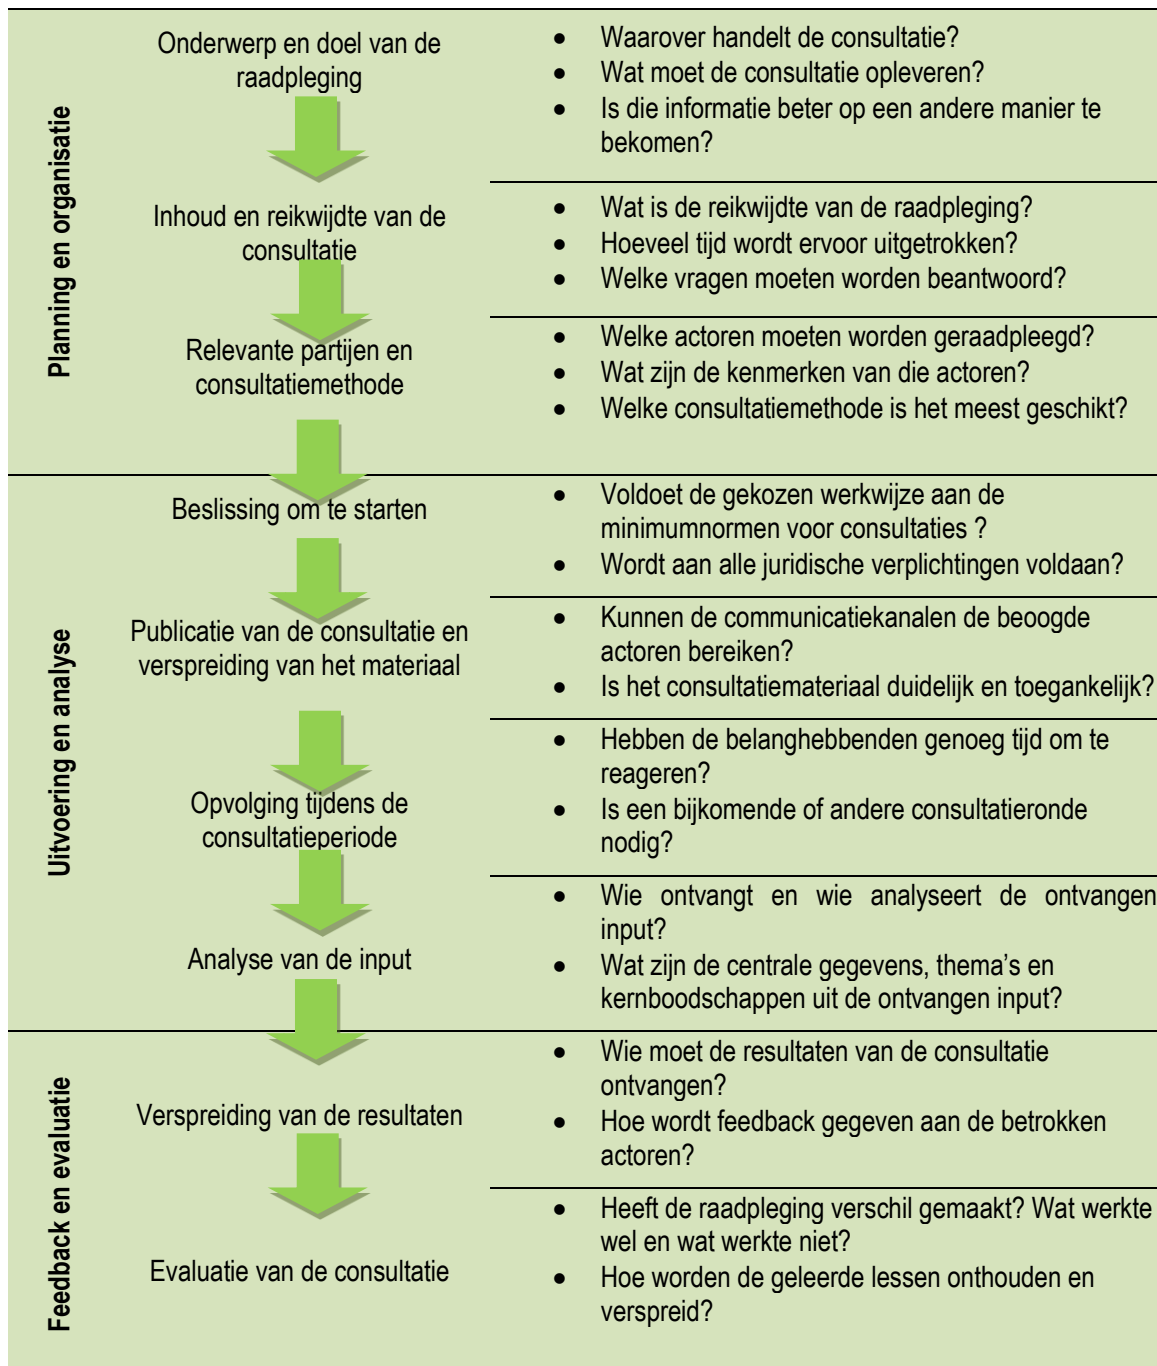 Planning en organisatie
Onderwerp en doel van de
raadpleging
• Waarover handelt de consultatie?
• Wat moet de consultatie opleveren?
• Is die informatie beter op een andere manier te
bekomen?
Inhoud en reikwijdte van de
consultatie
• Wat is de reikwijdte van de raadpleging?
• Hoeveel tijd wordt ervoor uitgetrokken?
• Welke vragen moeten worden beantwoord?
Relevante partijen en
consultatiemethode
• Welke actoren moeten worden geraadpleegd?
• Wat zijn de kenmerken van die actoren?
• Welke consultatiemethode is het meest geschikt?
Uitvoering en analyse
Beslissing om te starten
• Voldoet de gekozen werkwijze aan de
minimumnormen voor consultaties ?
• Wordt aan alle juridische verplichtingen voldaan?
Publicatie van de consultatie en
verspreiding van het materiaal
• Kunnen de communicatiekanalen de beoogde
actoren bereiken?
• Is het consultatiemateriaal duidelijk en toegankelijk?
Opvolging tijdens de
consultatieperiode
• Hebben de belanghebbenden genoeg tijd om te
reageren?
• Is een bijkomende of andere consultatieronde
nodig?
Analyse van de input
• Wie ontvangt en wie analyseert de ontvangen
input?
• Wat zijn de centrale gegevens, thema’s en
kernboodschappen uit de ontvangen input?
Feedback en evaluatie
Verspreiding van de resultaten
• Wie moet de resultaten van de consultatie
ontvangen?
• Hoe wordt feedback gegeven aan de betrokken
actoren?
Evaluatie van de consultatie
• Heeft de raadpleging verschil gemaakt? Wat werkte
wel en wat werkte niet?
• Hoe worden de geleerde lessen onthouden en
verspreid?